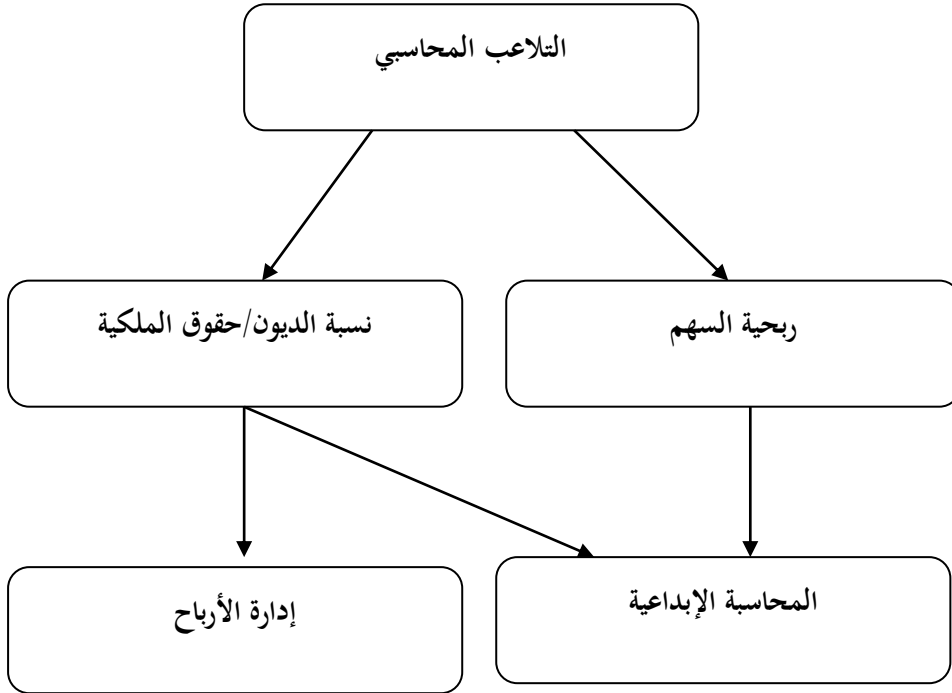 التلاعب المحاسبي
ربحية السهم
نسبة الديون/حقوق الملكية
المحاسبة الإبداعية
إدارة الأرباح